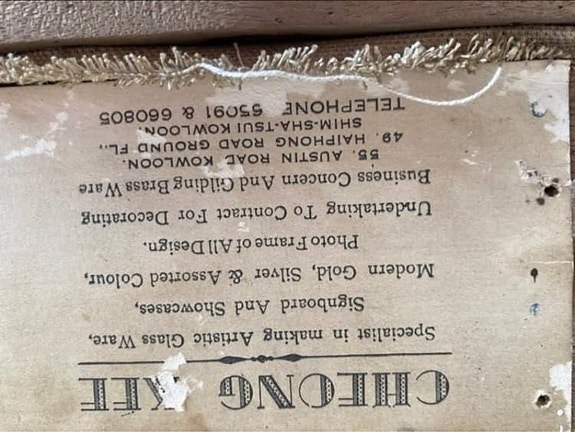 CHEONG KEE
Specialist in making Artistic Glass Ware,
Signboard And Showcases,
Modern Gold, Silver & Assorted Colour,
Photo Frame of All Design.
Undertaking To Contract For Decorating
Business Concern And Gilding Brass Ware
55. AUSTIN ROAD KOWLOON.
49. HAIPHONG ROAD GROUND FL.,
SHIM-SHA-TSUI KOWLOON.
TELEPHONE 55091 & 660805